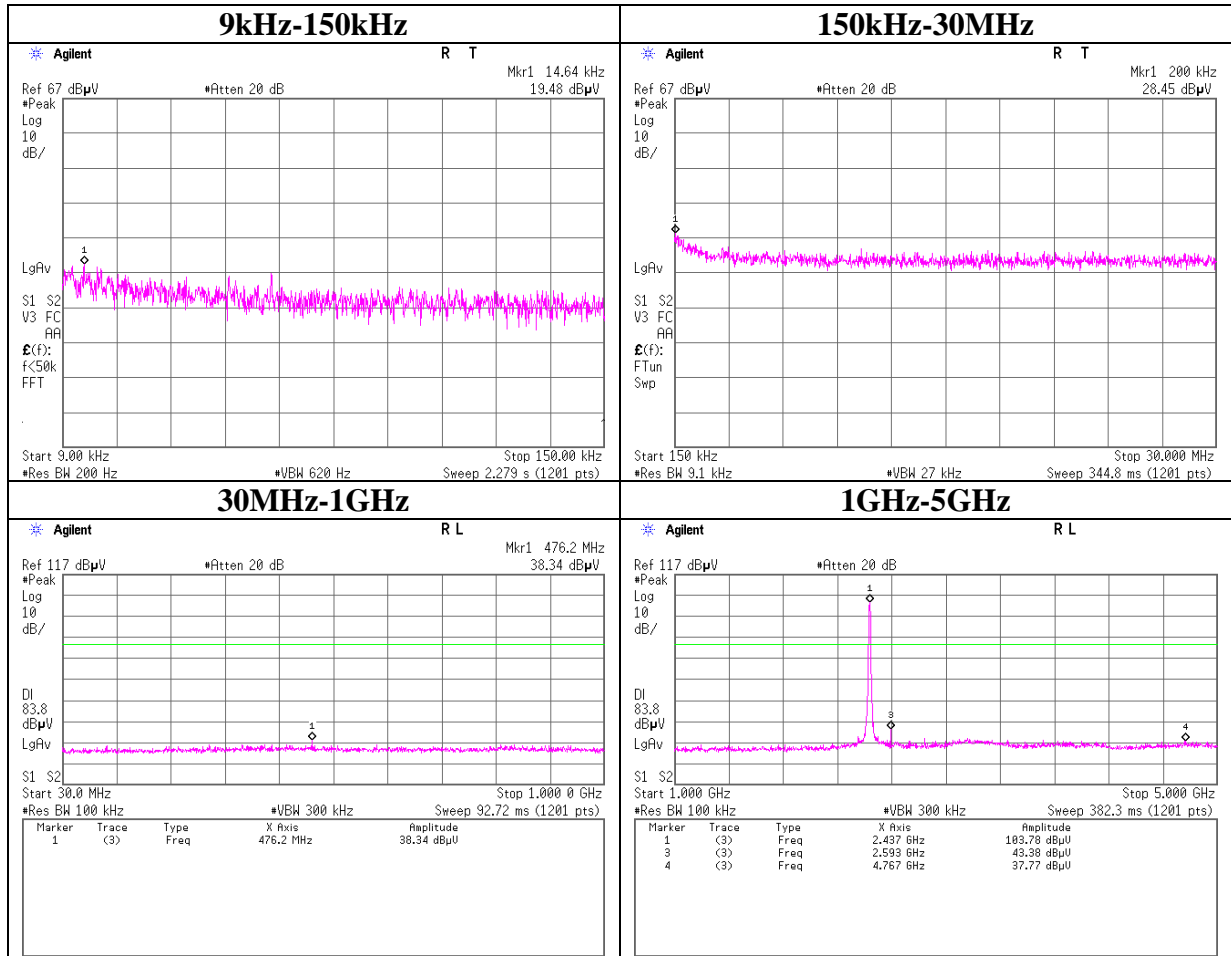 9kHz-150kHz
Agilent R T
Mkr1 14.64 kHz
Ref 67 dBµV #Atten 20 dB 19.48 dBµV
#Peak
Log
10
dB/
1
LgAv
S1 S2
V3 FC
AA
£(f):
f<50k
FFT
Start 9.00 kHz Stop 150.00 kHz
#Res BW 200 Hz #VBW 620 Hz Sweep 2.279 s (1201 pts)
150kHz-30MHz
Agilent R T
Mkr1 200 kHz
Ref 67 dBµV #Atten 20 dB 28.45 dBµV
#Peak
Log
10
dB/
1
LgAv
S1 S2
V3 FC
AA
£(f):
FTun
Swp
Start 150 kHz Stop 30.000 MHz
#Res BW 9.1 kHz #VBW 27 kHz Sweep 344.8 ms (1201 pts)
30MHz-1GHz
Agilent R L
Mkr1 476.2 MHz
Ref 117 dBµV #Atten 20 dB 38.34 dBµV
#Peak
Log
10
dB/
DI
83.8
dBµV
1
LgAv
S1 S2
Start 30.0 MHz Stop 1.000 0 GHz
#Res BW 100 kHz #VBW 300 kHz Sweep 92.72 ms (1201 pts)
Marker Trace Type X Axis Amplitude
1 (3) Freq 476.2 MHz 38.34 dBµV
1GHz-5GHz
Agilent R L
Ref 117 dBµV #Atten 20 dB
#Peak
1
Log
10
dB/
DI
83.8
dBµV
3
4
LgAv
S1 S2
Start 1.000 GHz Stop 5.000 GHz
#Res BW 100 kHz #VBW 300 kHz Sweep 382.3 ms (1201 pts)
Marker Trace Type X Axis Amplitude
1 (3) Freq 2.437 GHz 103.78 dBµV
3 (3) Freq 2.593 GHz 43.38 dBµV
4 (3) Freq 4.767 GHz 37.77 dBµV